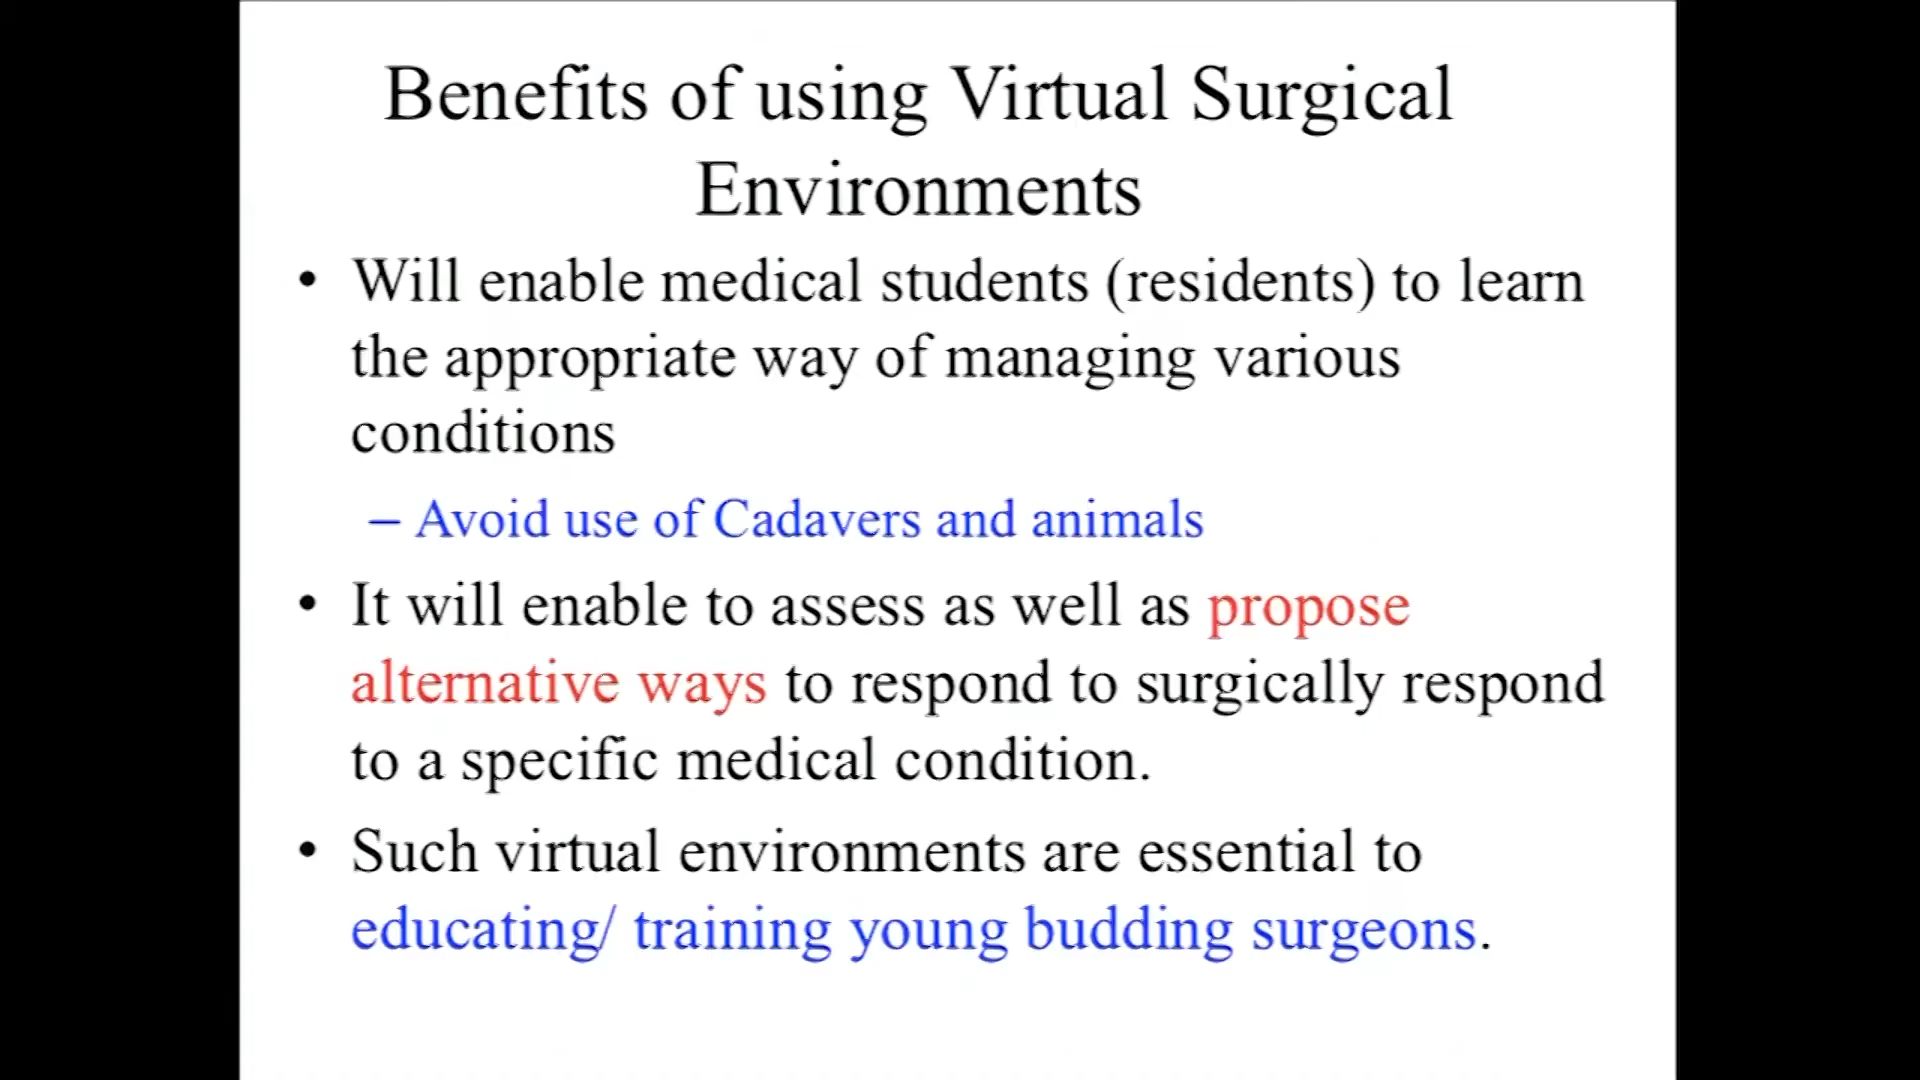 Benefits of using Virtual Surgical
Environments
• Will enable medical students (residents) to learn
the appropriate way of managing various
conditions
– Avoid use of Cadavers and animals
• It will enable to assess as well as propose
alternative ways to respond to surgically respond
to a specific medical condition.
• Such virtual environments are essential to
educating/ training young budding surgeons.